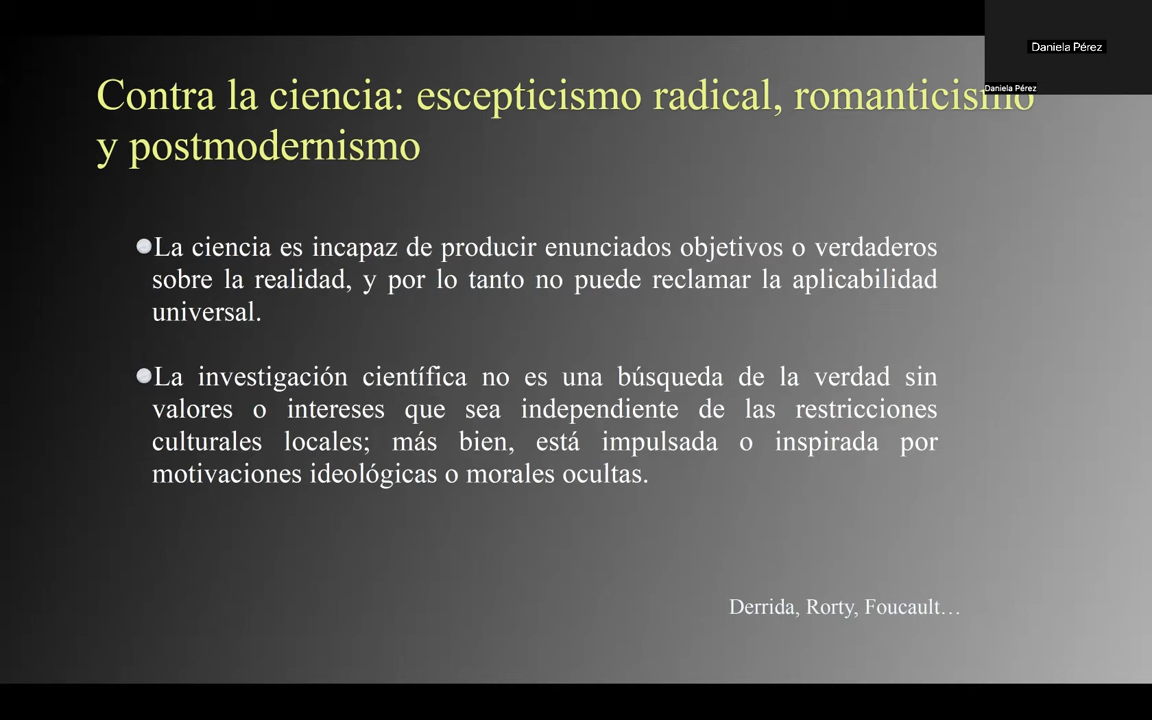 Daniela Pérez
Daniela Pérez
Contra la ciencia: escepticismo radical, romanticismo
y postmodernismo
La ciencia es incapaz de producir enunciados objetivos o verdaderos
sobre la realidad, y por lo tanto no puede reclamar la aplicabilidad
universal.
La investigación científica no es una búsqueda de la verdad sin
valores o intereses que sea independiente de las restricciones
culturales locales; más bien, está impulsada o inspirada por
motivaciones ideológicas o morales ocultas.
Derrida, Rorty, Foucault…